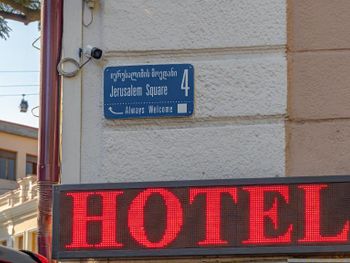 იერუსალიმის მოედანი
Jerusalem Square 4
Always Welcome
HOTEL